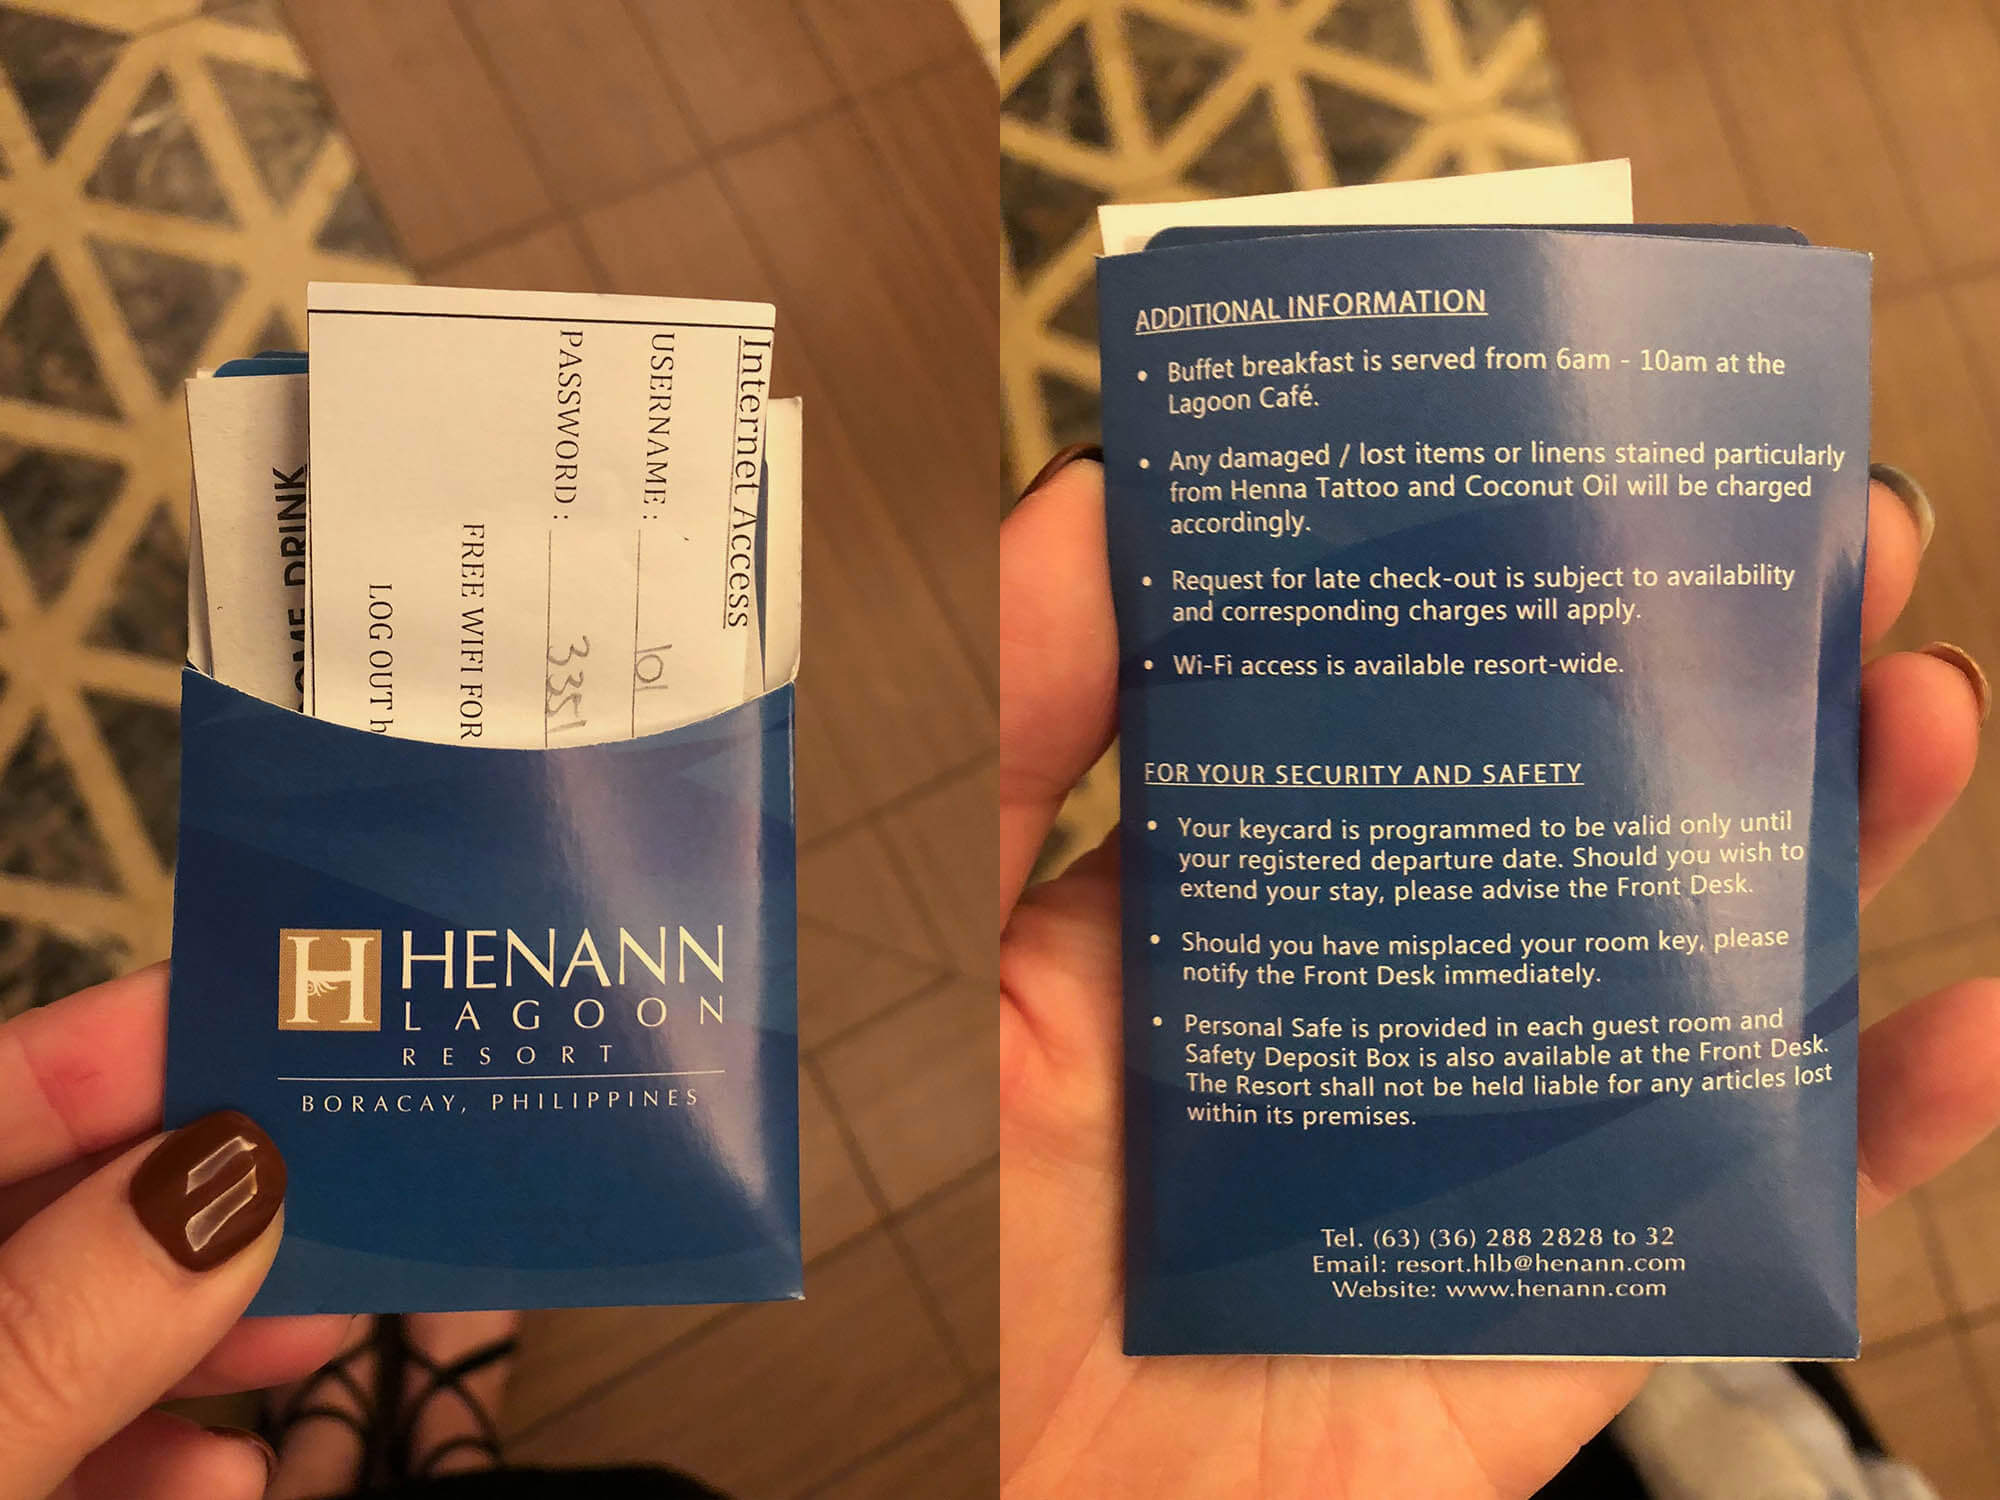 Internet Access
USERNAME : 101
PASSWORD : 3351
FREE WIFI FOR
LOG OUT
DRINK
H HENANN
LAGOON
RESORT
BORACAY, PHILIPPINES
ADDITIONAL INFORMATION
• Buffet breakfast is served from 6am - 10am at the
Lagoon Café.
• Any damaged / lost items or linens stained particularly
from Henna Tattoo and Coconut Oil will be charged
accordingly.
• Request for late check-out is subject to availability
and corresponding charges will apply.
• Wi-Fi access is available resort-wide.
FOR YOUR SECURITY AND SAFETY
• Your keycard is programmed to be valid only until
your registered departure date. Should you wish to
extend your stay, please advise the Front Desk.
• Should you have misplaced your room key, please
notify the Front Desk immediately.
• Personal Safe is provided in each guest room and
Safety Deposit Box is also available at the Front Desk.
The Resort shall not be held liable for any articles lost
within its premises.
Tel. (63) (36) 288 2828 to 32
Email: resort.hlb@henann.com
Website: www.henann.com